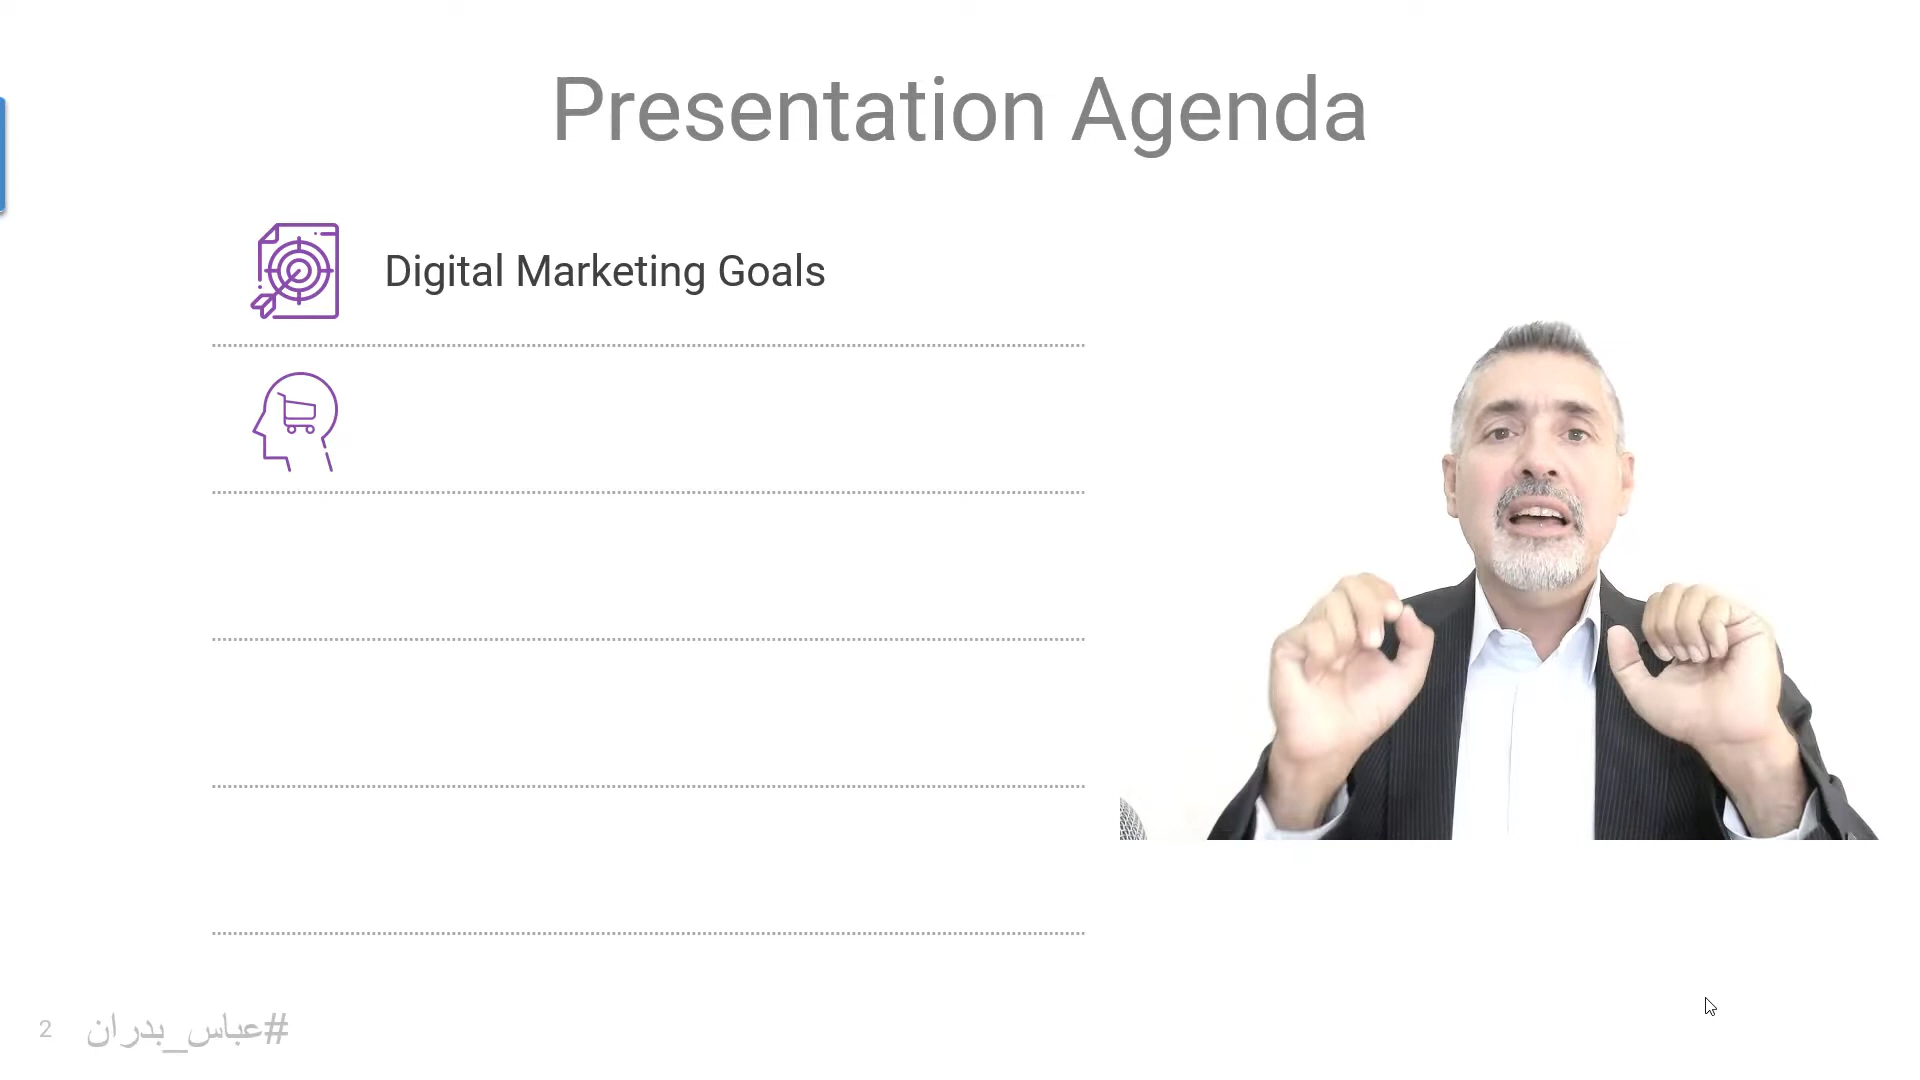 Presentation Agenda
Digital Marketing Goals
2
#عباس_بدران